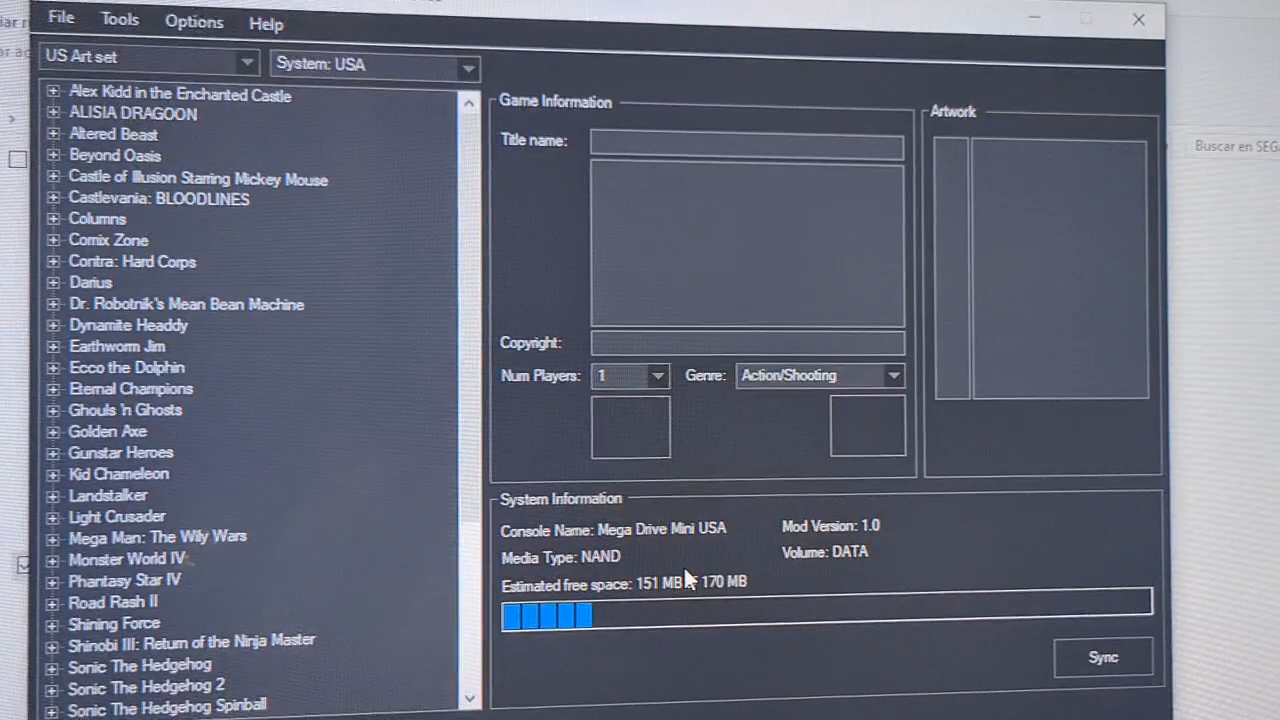 File Tools Options Help
US Art set
System: USA
Alex Kidd in the Enchanted Castle
ALISIA DRAGOON
Altered Beast
Beyond Oasis
Castle of Illusion Starring Mickey Mouse
Castlevania: BLOODLINES
Columns
Comix Zone
Contra: Hard Corps
Darius
Dr. Robotnik's Mean Bean Machine
Dynamite Headdy
Earthworm Jim
Ecco the Dolphin
Eternal Champions
Ghouls 'n Ghosts
Golden Axe
Gunstar Heroes
Kid Chameleon
Landstalker
Light Crusader
Mega Man: The Wily Wars
Monster World IV
Phantasy Star IV
Road Rash II
Shining Force
Shinobi III: Return of the Ninja Master
Sonic The Hedgehog
Sonic The Hedgehog 2
Sonic The Hedgehog Spinball
Game Information
Title name:
Copyright:
Num Players: 1
Genre: Action/Shooting
Artwork
System Information
Console Name: Mega Drive Mini USA
Mod Version: 1.0
Media Type: NAND
Volume: DATA
Estimated free space: 151 MB 170 MB
Sync
Buscar en SEG